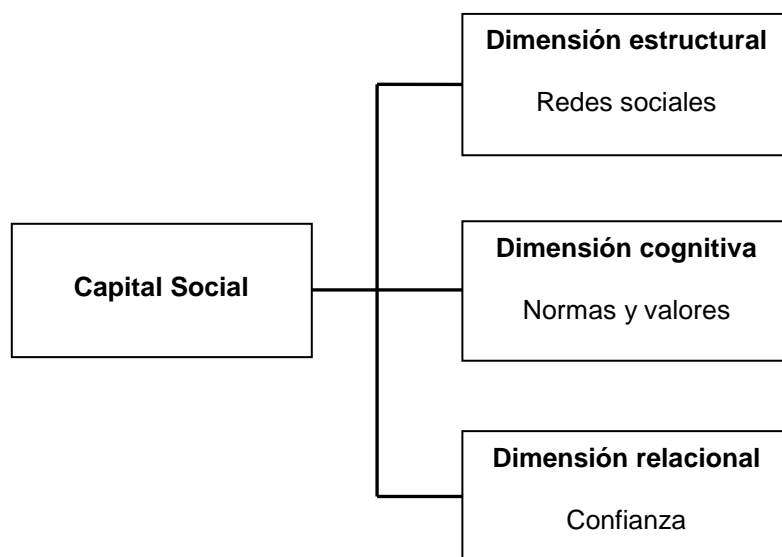 Dimensión estructural
Redes sociales
Capital Social
Dimensión cognitiva
Normas y valores
Dimensión relacional
Confianza